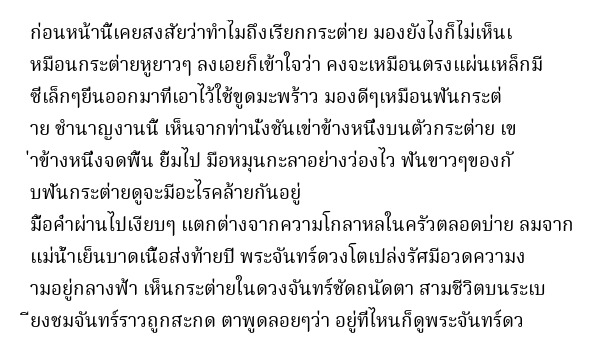 ก่อนหน้านี้เคยสงสัยว่าทำไมถึงเรียกกระต่าย มองยังไงก็ไม่เห็นเ
หมือนกระต่ายหูยาวๆ ลงเอยก็เข้าใจว่า คงจะเหมือนตรงแผ่นเหล็กมี
ซี่เล็กๆยื่นออกมาที่เอาไว้ใช้ขูดมะพร้าว มองดีๆเหมือนฟันกระต่
าย ชำนาญงานนี้ เห็นจากท่านั่งชันเข่าข้างหนึ่งบนตัวกระต่าย เข
่าข้างหนึ่งจดพื้น ยิ้มไป มือหมุนกะลาอย่างว่องไว ฟันขาวๆของกั
บฟันกระต่ายดูจะมีอะไรคล้ายกันอยู่
มื้อค่ำผ่านไปเงียบๆ แตกต่างจากความโกลาหลในครัวตลอดบ่าย ลมจาก
แม่น้ำเย็นบาดเนื้อส่งท้ายปี พระจันทร์ดวงโตเปล่งรัศมีอวดความง
ามอยู่กลางฟ้า เห็นกระต่ายในดวงจันทร์ชัดถนัดตา สามชีวิตบนระเบ
ียงชมจันทร์ราวถูกสะกด ตาพูดลอยๆว่า อยู่ที่ไหนก็ดูพระจันทร์ดว